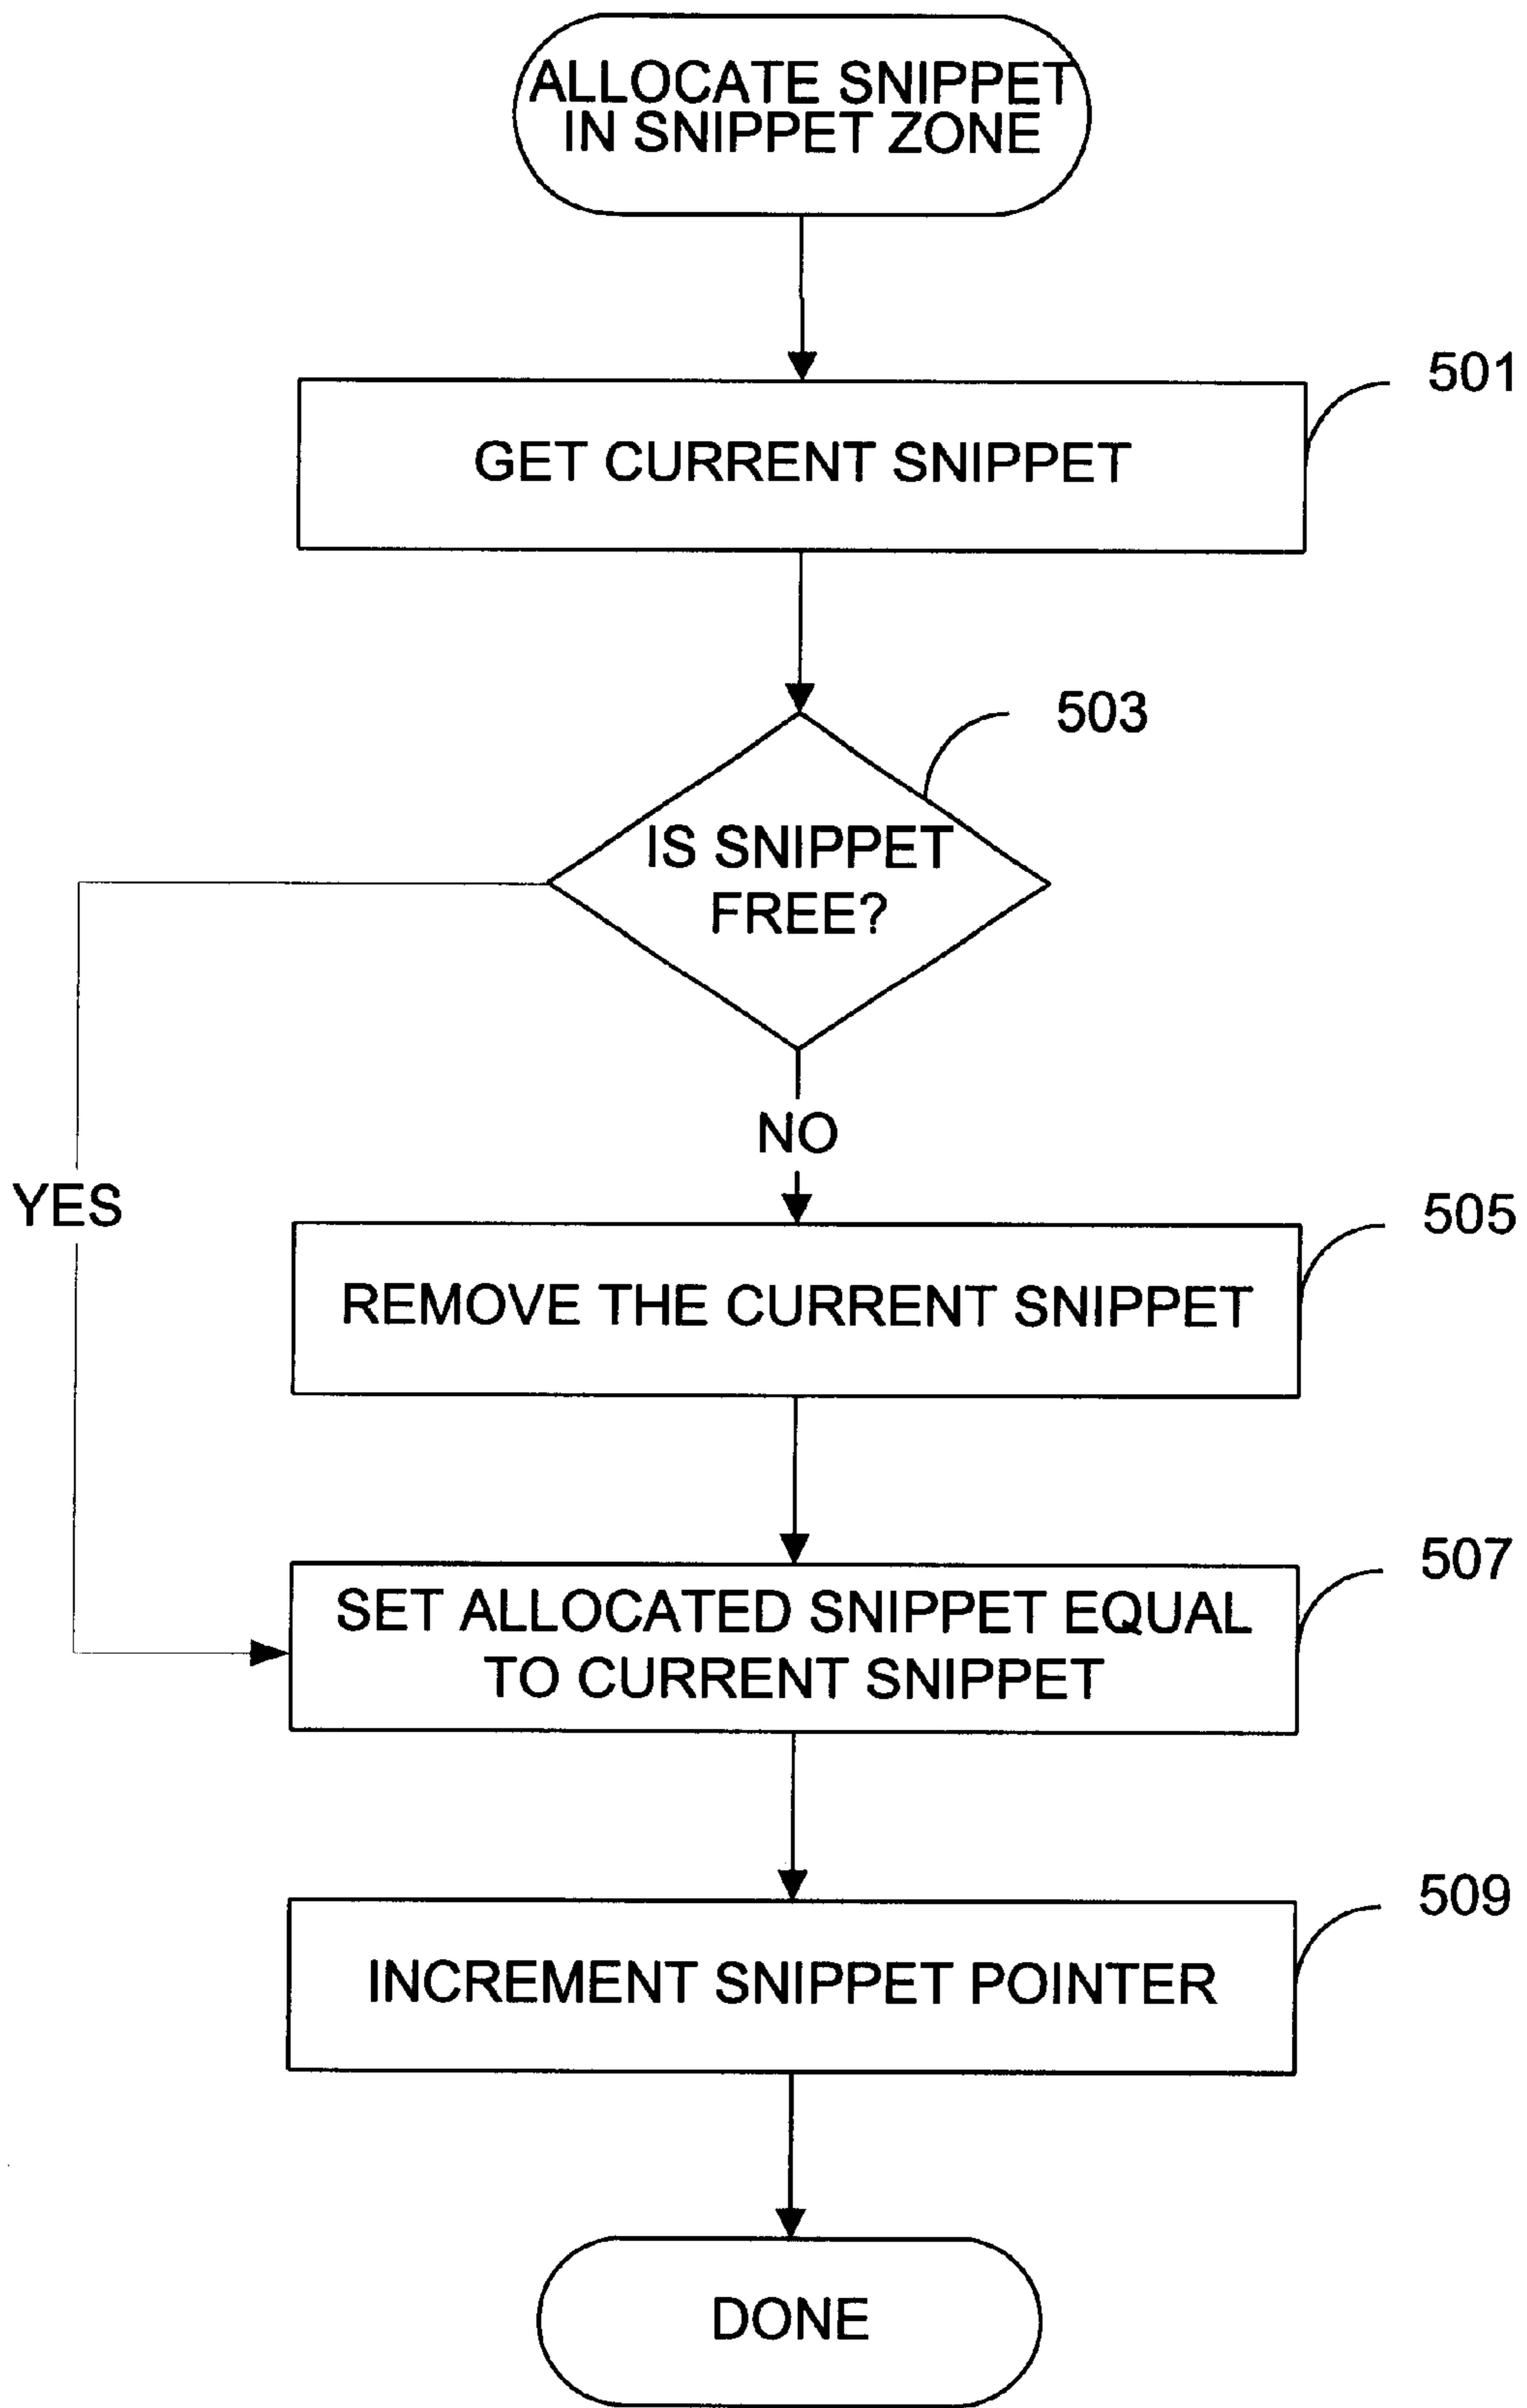 ALLOCATE SNIPPET
IN SNIPPET ZONE
501
GET CURRENT SNIPPET
503
IS SNIPPET
FREE?
NO
YES
505
REMOVE THE CURRENT SNIPPET
507
SET ALLOCATED SNIPPET EQUAL
TO CURRENT SNIPPET
509
INCREMENT SNIPPET POINTER
DONE